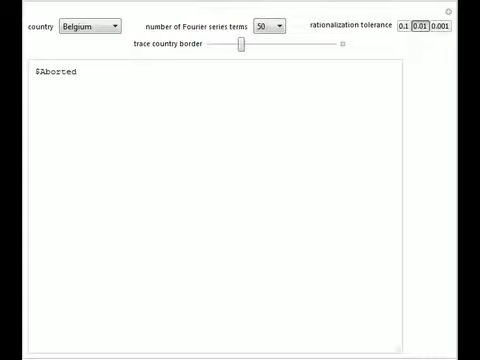 country Belgium number of Fourier series terms 50 rationalization tolerance 0.1 0.01 0.001
trace country border
$Aborted